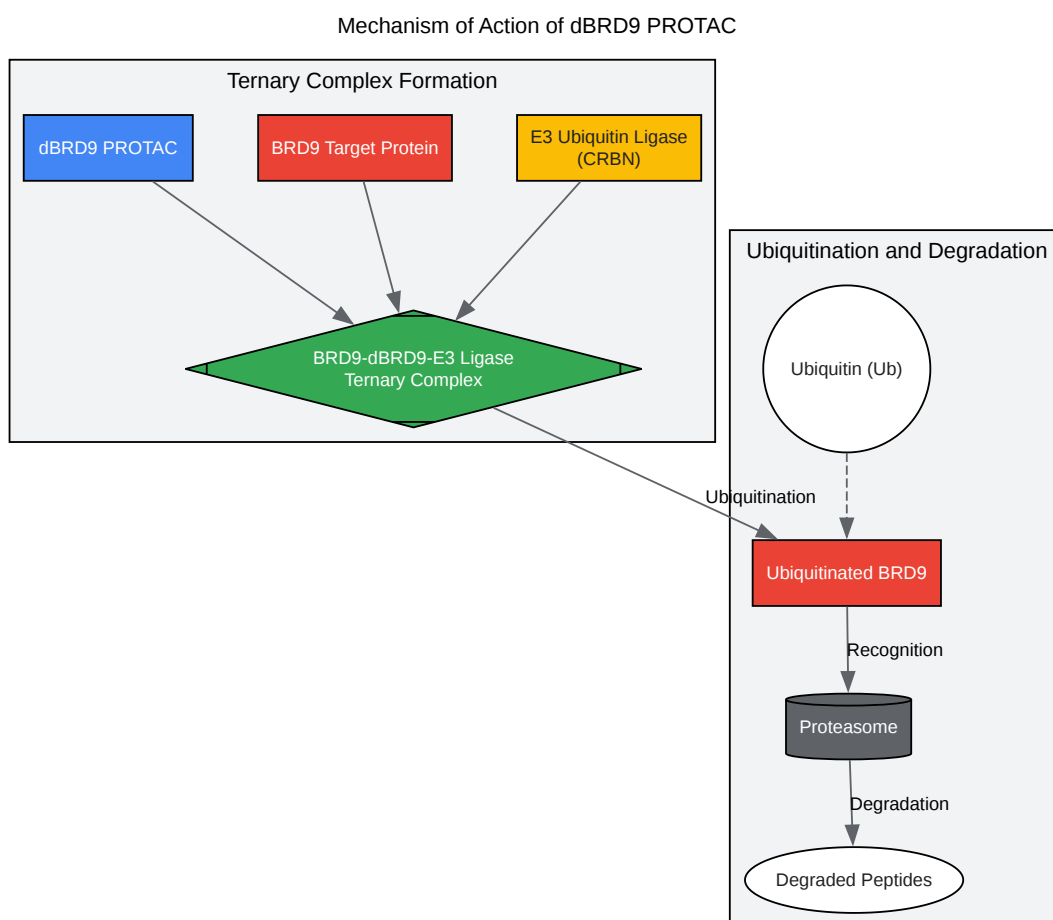 Mechanism of Action of dBRD9 PROTAC
Ternary Complex Formation
dBRD9 PROTAC
BRD9 Target Protein
E3 Ubiquitin Ligase
(CRBN)
BRD9-dBRD9-E3 Ligase
Ternary Complex
Ubiquitination and Degradation
Ubiquitin (Ub)
Ubiquitination
Ubiquitinated BRD9
Recognition
Proteasome
Degradation
Degraded Peptides